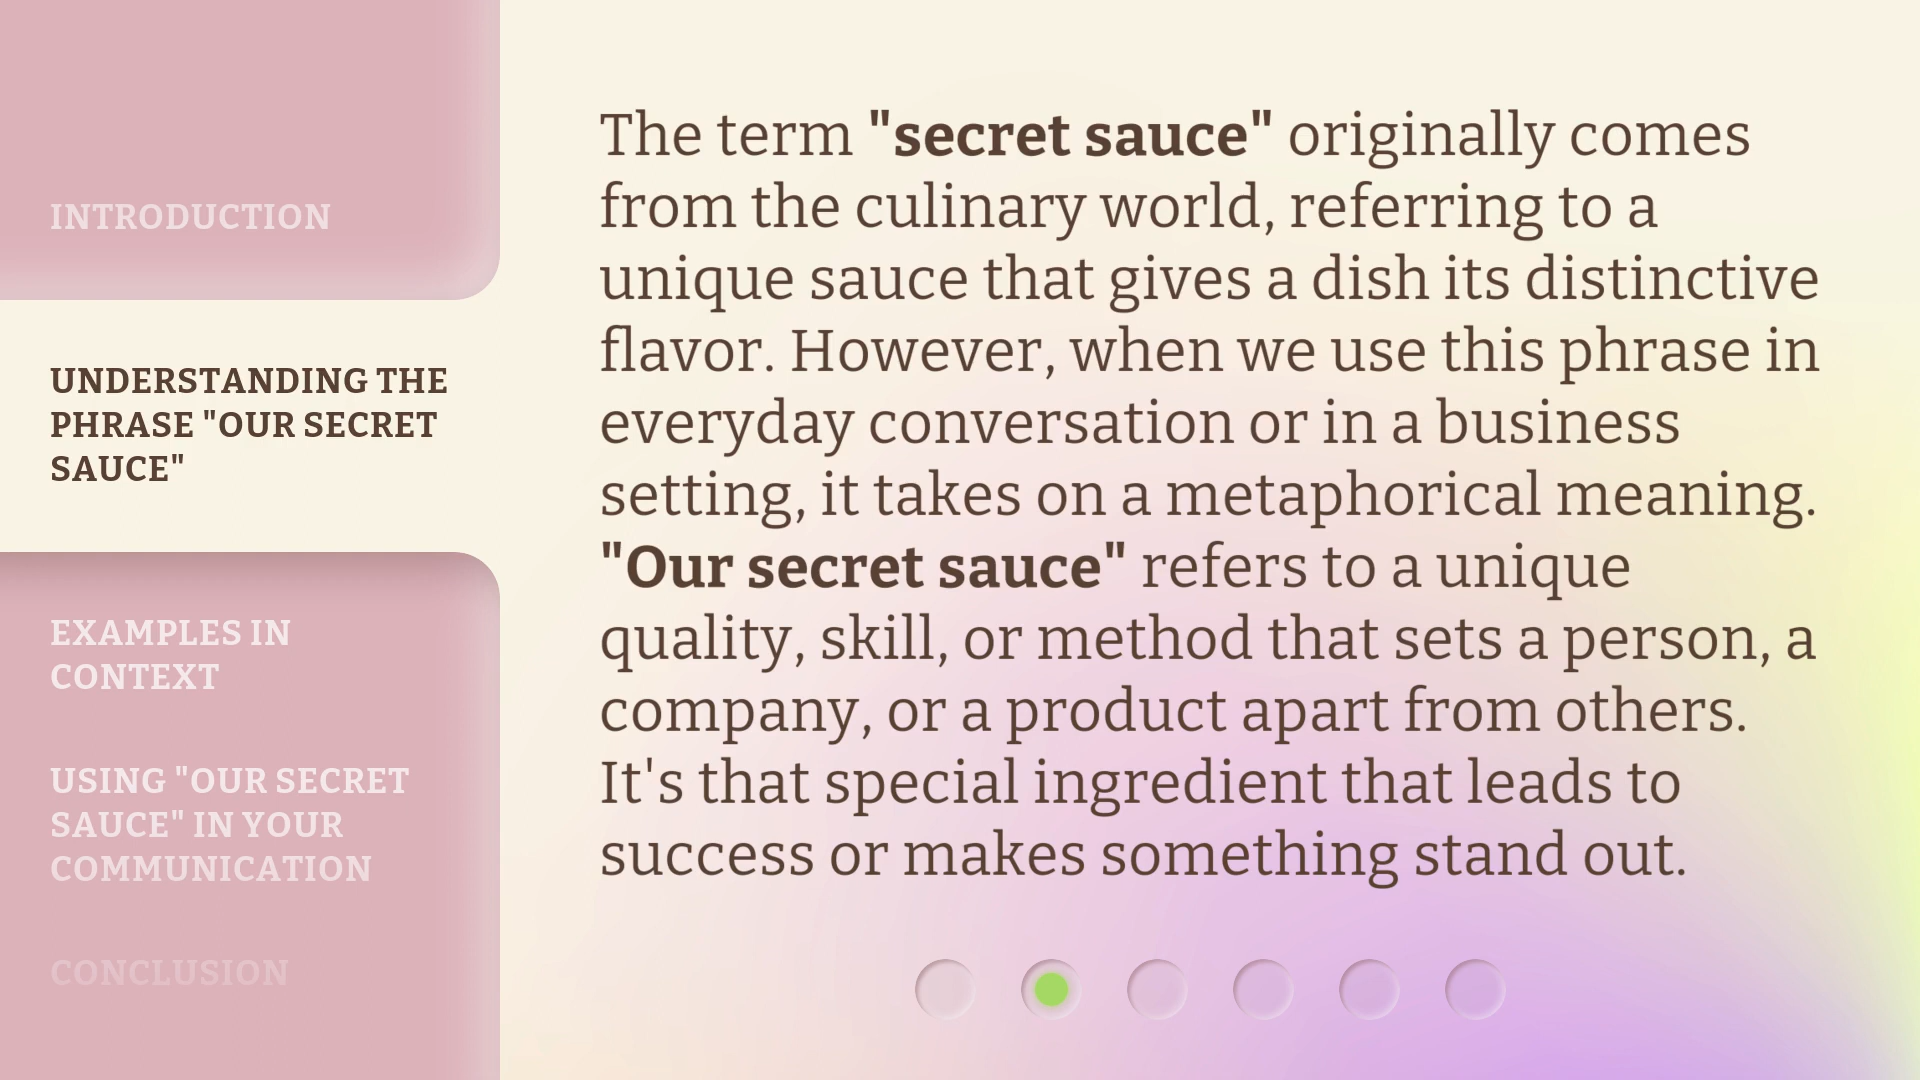 INTRODUCTION
UNDERSTANDING THE
PHRASE "OUR SECRET
SAUCE"
EXAMPLES IN
CONTEXT
USING "OUR SECRET
SAUCE" IN YOUR
COMMUNICATION
CONCLUSION
The term "secret sauce" originally comes
from the culinary world, referring to a
unique sauce that gives a dish its distinctive
flavor. However, when we use this phrase in
everyday conversation or in a business
setting, it takes on a metaphorical meaning.
"Our secret sauce" refers to a unique
quality, skill, or method that sets a person, a
company, or a product apart from others.
It's that special ingredient that leads to
success or makes something stand out.